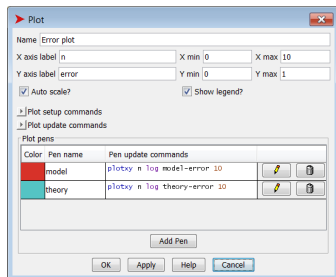 Plot
Name Error plot
X axis label n X min 0 X max 10
Y axis label error Y min 0 Y max 1
Auto scale? Show legend?
Plot setup commands
Plot update commands
Plot pens
Color Pen name Pen update commands
model plotxy n log model-error 10
theory plotxy n log theory-error 10
Add Pen
OK Apply Help Cancel